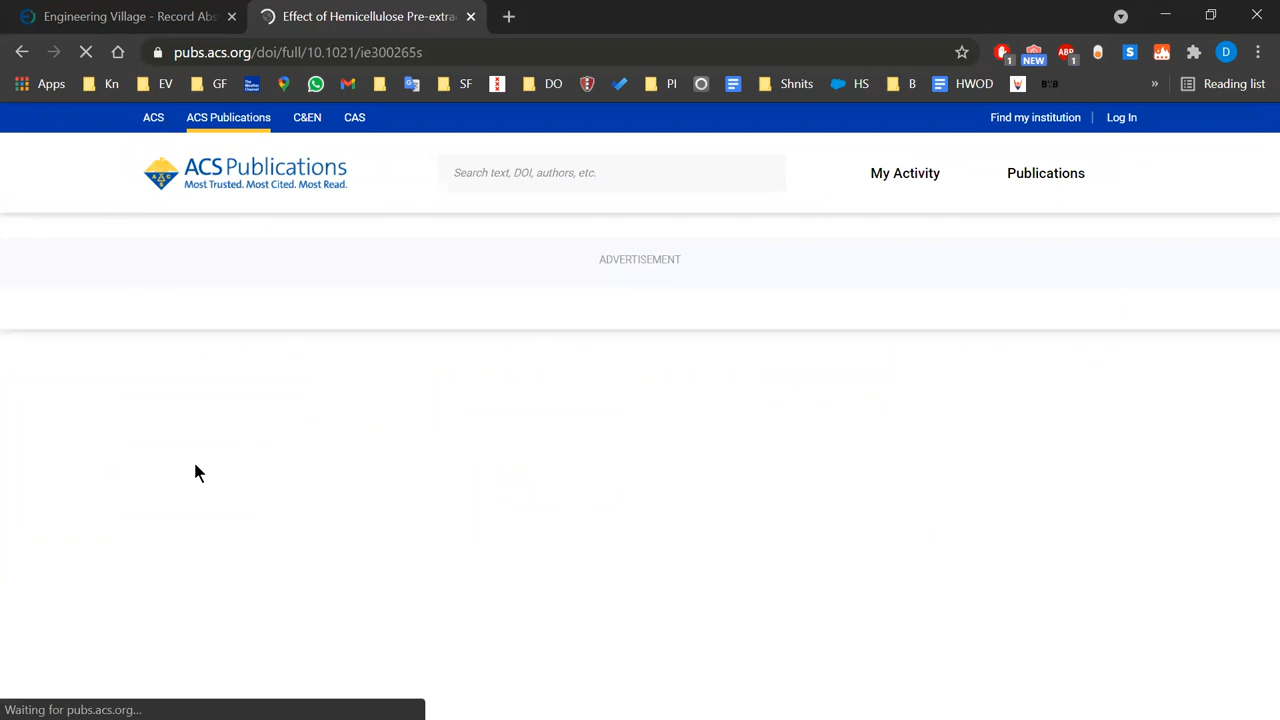 Engineering Village - Record Abs
Effect of Hemicellulose Pre-extra
pubs.acs.org/doi/full/10.1021/ie300265s
1
NEW
ABP
1
S
D
Apps
Kn
EV
GF
SF
DO
PI
Shnits
HS
B
HWOD
»
Reading list
ACS
ACS Publications
C&EN
CAS
Find my institution
Log In
ACS Publications
Most Trusted. Most Cited. Most Read.
Search text, DOI, authors, etc.
My Activity
Publications
ADVERTISEMENT
Waiting for pubs.acs.org...